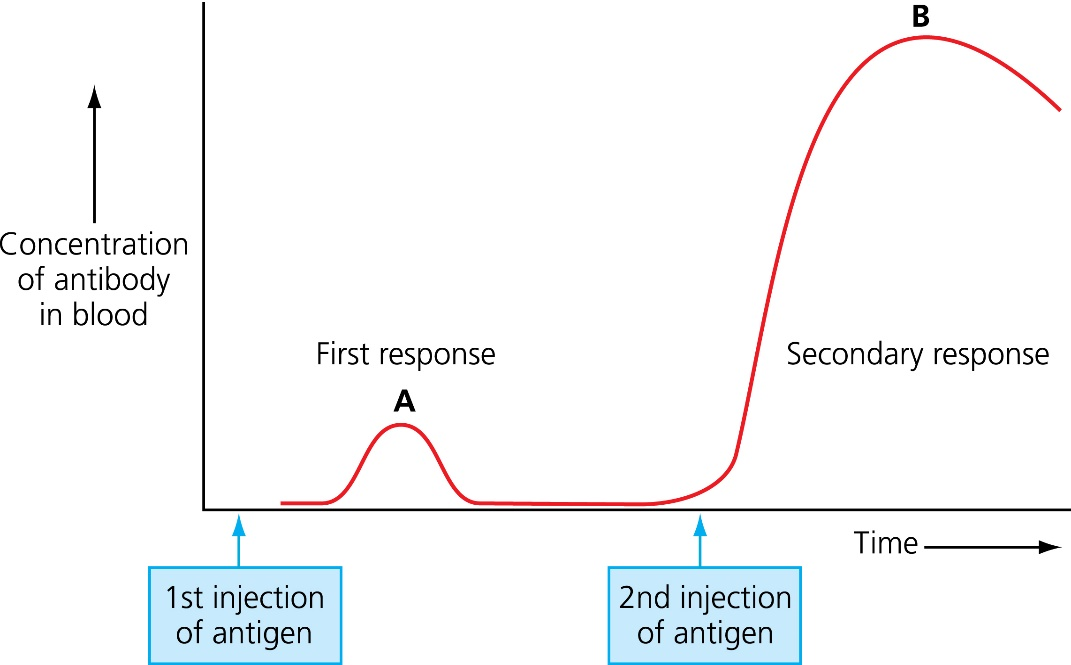 B
Concentration
of antibody
in blood
First response
Secondary response
A
Time
1st injection
of antigen
2nd injection
of antigen